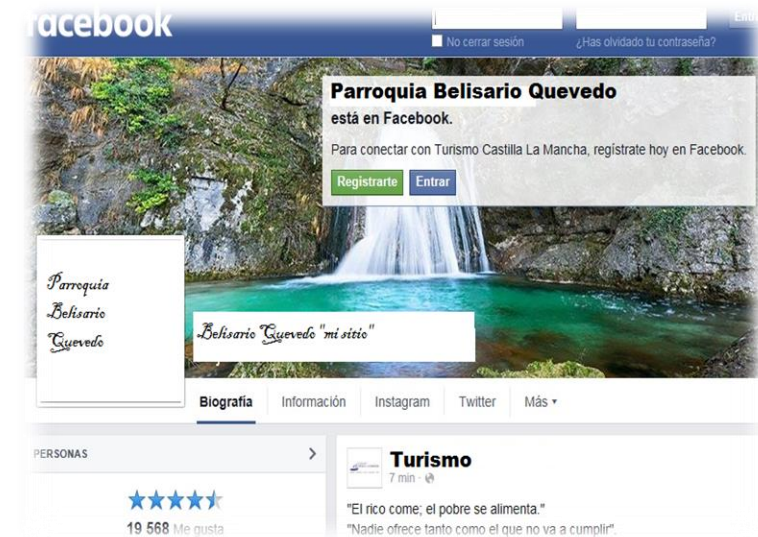 facebook
Entra
No cerrar sesión
¿Has olvidado tu contraseña?
Parroquia Belisario Quevedo
está en Facebook.
Para conectar con Turismo Castilla La Mancha, regístrate hoy en Facebook.
Registrarte Entrar
Parroquia
Belisario
Quevedo
Belisario Quevedo "mi sitio"
Biografía Información Instagram Twitter Más
PERSONAS
19 568 Me gusta
Turismo
7 min
"El rico come; el pobre se alimenta."
"Nadie ofrece tanto como el que no va a cumplir".